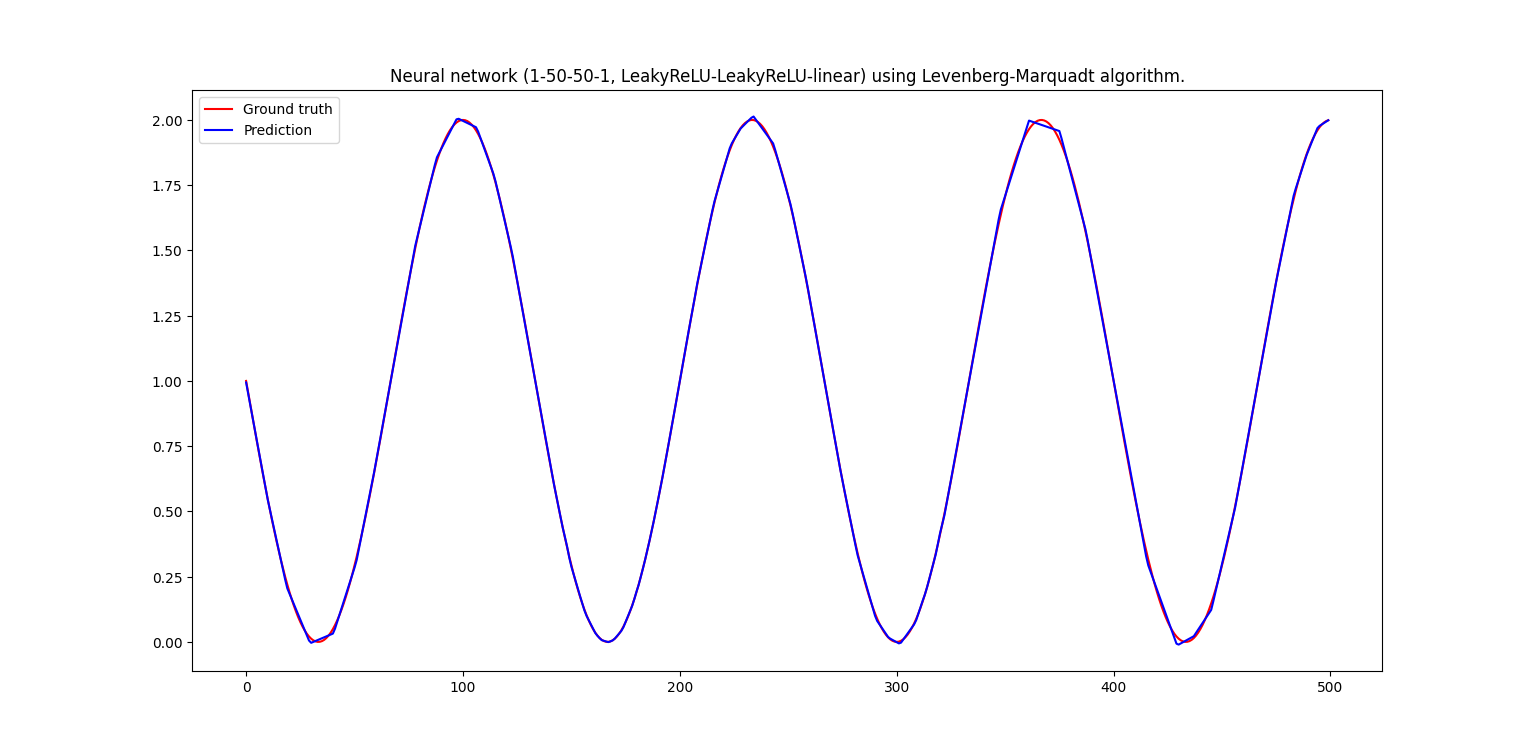 Neural network (1-50-50-1, LeakyReLU-LeakyReLU-linear) using Levenberg-Marquadt algorithm.
Ground truth
Prediction
2.00
1.75
1.50
1.25
1.00
0.75
0.50
0.25
0.00
0 100 200 300 400 500